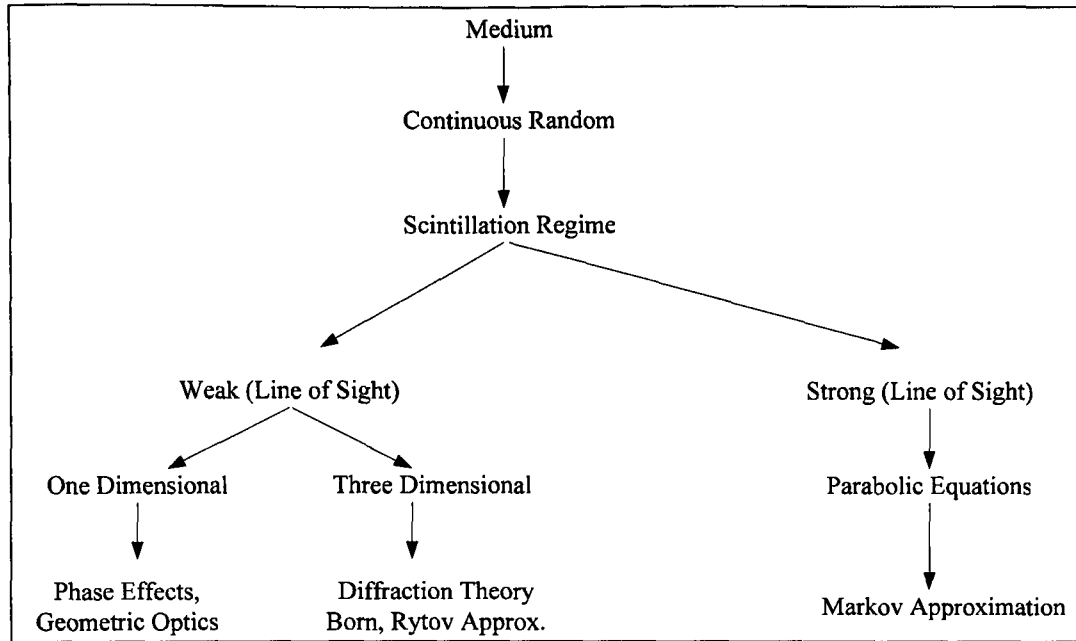 Medium
Continuous Random
Scintillation Regime
Weak (Line of Sight)
Strong (Line of Sight)
One Dimensional
Three Dimensional
Parabolic Equations
Phase Effects,
Geometric Optics
Diffraction Theory
Born, Rytov Approx.
Markov Approximation